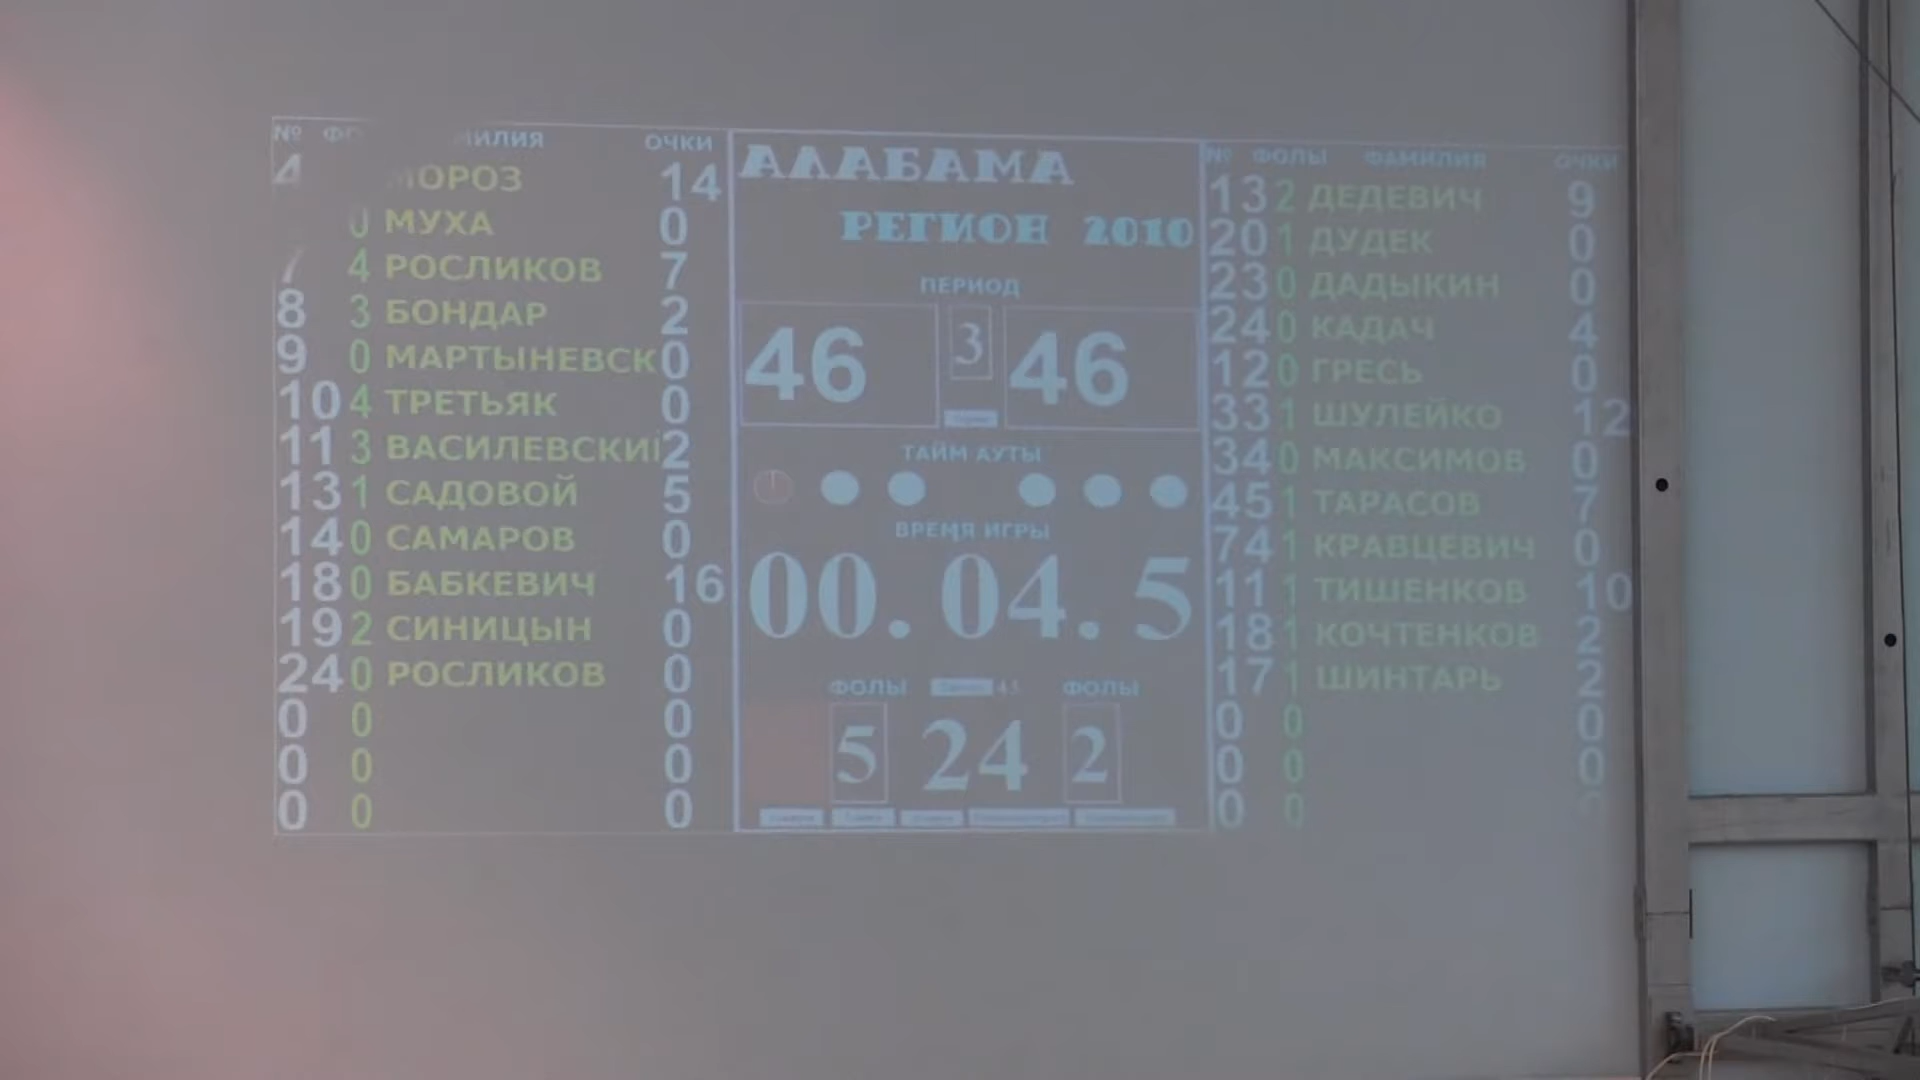 № ИЛИЯ ОЧКИ
4 ОРОЗ 14
0 МУХА 0
7 4 РОСЛИКОВ 7
8 3 БОНДАР 2
9 0 МАРТЫНЕВСК 0
10 4 ТРЕТЬЯК 0
11 3 ВАСИЛЕВСКИ 2
13 1 САДОВОЙ 5
14 0 САМАРОВ 0
18 0 БАБКЕВИЧ 16
19 2 СИНИЦЫН 0
24 0 РОСЛИКОВ 0
0 0 0
0 0 0
0 0 0
АЛАБАМА
РЕГИОН 2010
ПЕРИОД
46 3 46
ТАЙМ АУТЫ
ВРЕМЯ ИГРЫ
00.04.5
ФОЛЫ ФОЛЫ
5 24 2
№ ФОЛЫ ФАМИЛИЯ ОЧКИ
13 2 ДЕДЕВИЧ 9
20 1 ДУДЕК 0
23 0 ДАДЫКИН 0
24 0 КАДАЧ 4
12 0 ГРЕСЬ 0
33 1 ШУЛЕЙКО 12
34 0 МАКСИМОВ 0
45 1 ТАРАСОВ 7
74 1 КРАВЦЕВИЧ 0
11 1 ТИШЕНКОВ 10
18 1 КОЧТЕНКОВ 2
17 1 ШИНТАРЬ 2
0 0 0
0 0 0
0 0